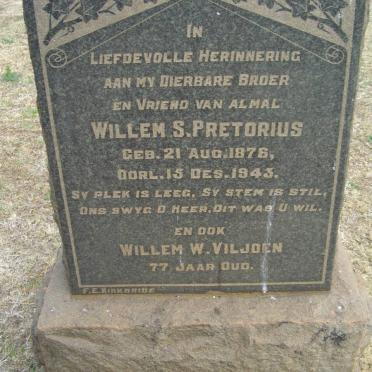 IN
LIEFDEVOLLE HERINNERING
AAN MY DIERBARE BROER
EN VRIEND VAN ALMAL
WILLEM S. PRETORIUS
GEB. 21 AUG. 1876,
OORL. 15 DES. 1943.
SY PLEK IS LEEG, SY STEM IS STIL,
ONS SWYG O HEER, DIT WAS U WIL.
EN OOK
WILLEM W. VILJOEN
77 JAAR OUD.
F.E. KIRKBRIDE